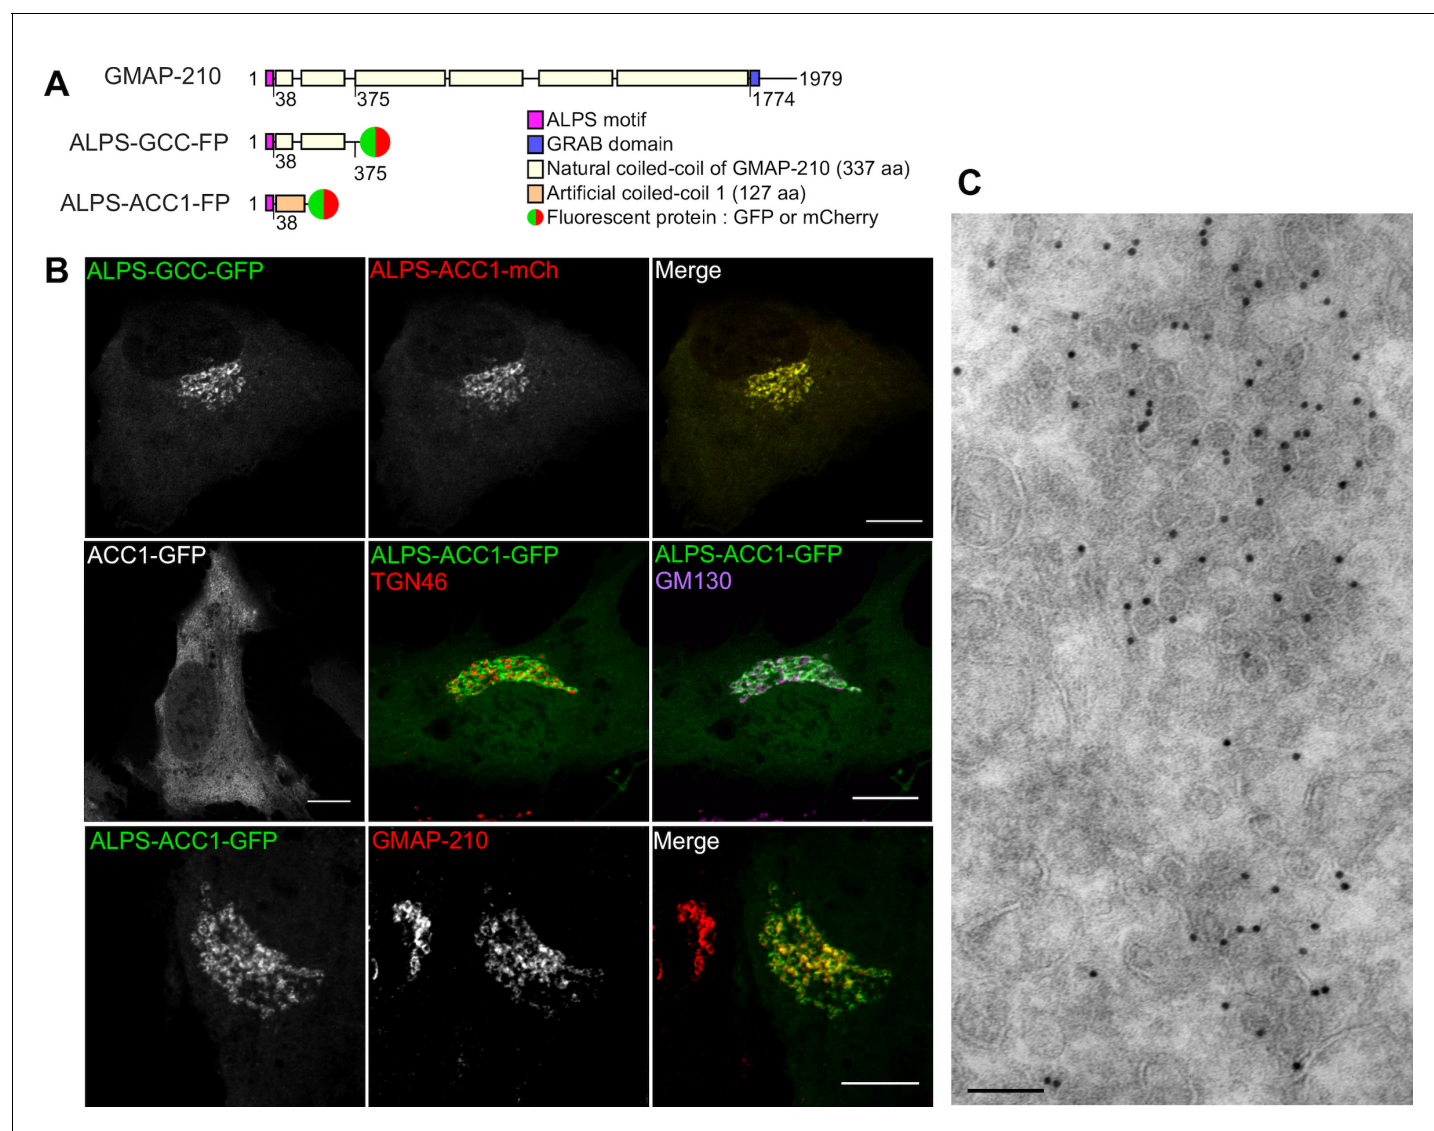 A
GMAP-210
1
1979
38
375
1774
ALPS-GCC-FP
1
38
375
ALPS-ACC1-FP
1
38
ALPS motif
GRAB domain
Natural coiled-coil of GMAP-210 (337 aa)
Artificial coiled-coil 1 (127 aa)
Fluorescent protein : GFP or mCherry
B
ALPS-GCC-GFP
ALPS-ACC1-mCh
Merge
ACC1-GFP
ALPS-ACC1-GFP
TGN46
ALPS-ACC1-GFP
GM130
ALPS-ACC1-GFP
GMAP-210
Merge
C